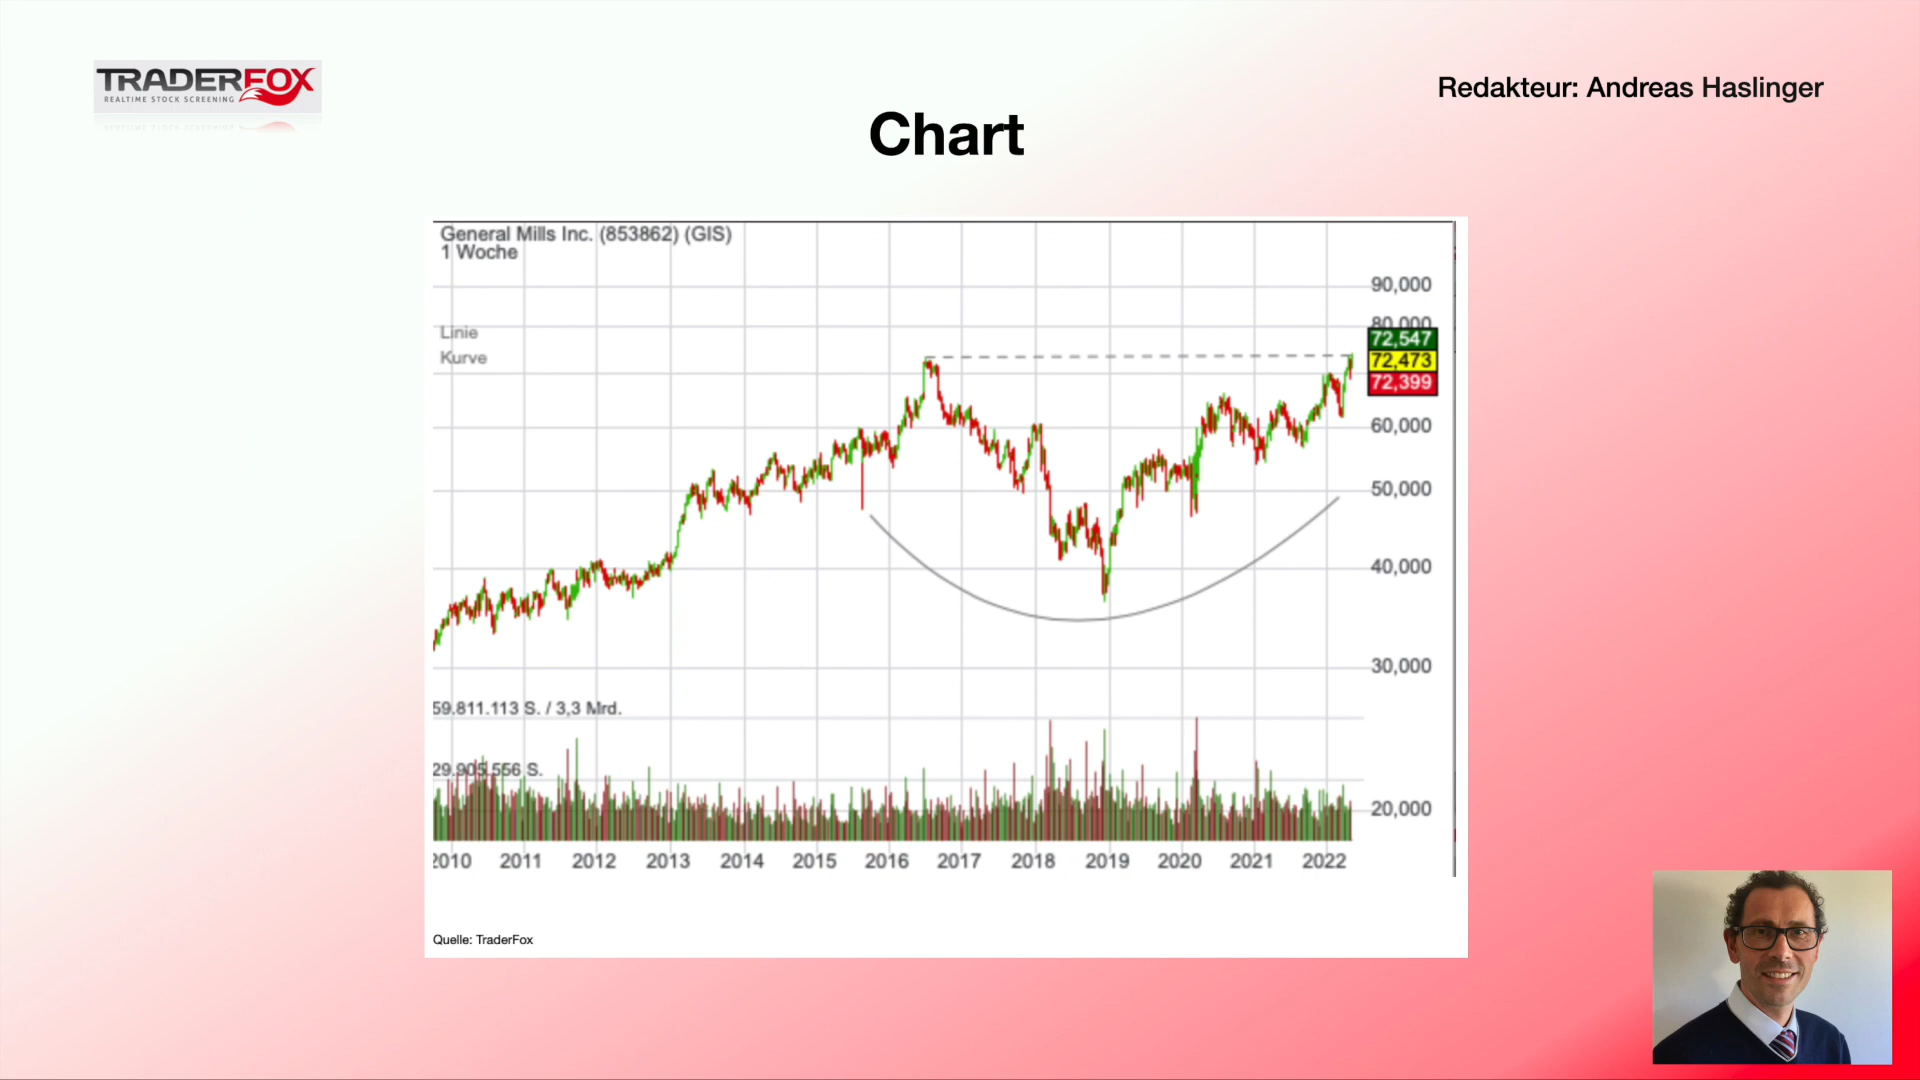 TRADERFOX
REALTIME STOCK SCREENING
Redakteur: Andreas Haslinger
Chart
General Mills Inc. (853862) (GIS)
1 Woche
Linie
Kurve
90,000
80,000
72,547
72,473
72,399
60,000
50,000
40,000
30,000
20,000
59.811.113 S. / 3,3 Mrd.
29.905.556 S.
2010 2011 2012 2013 2014 2015 2016 2017 2018 2019 2020 2021 2022
Quelle: TraderFox